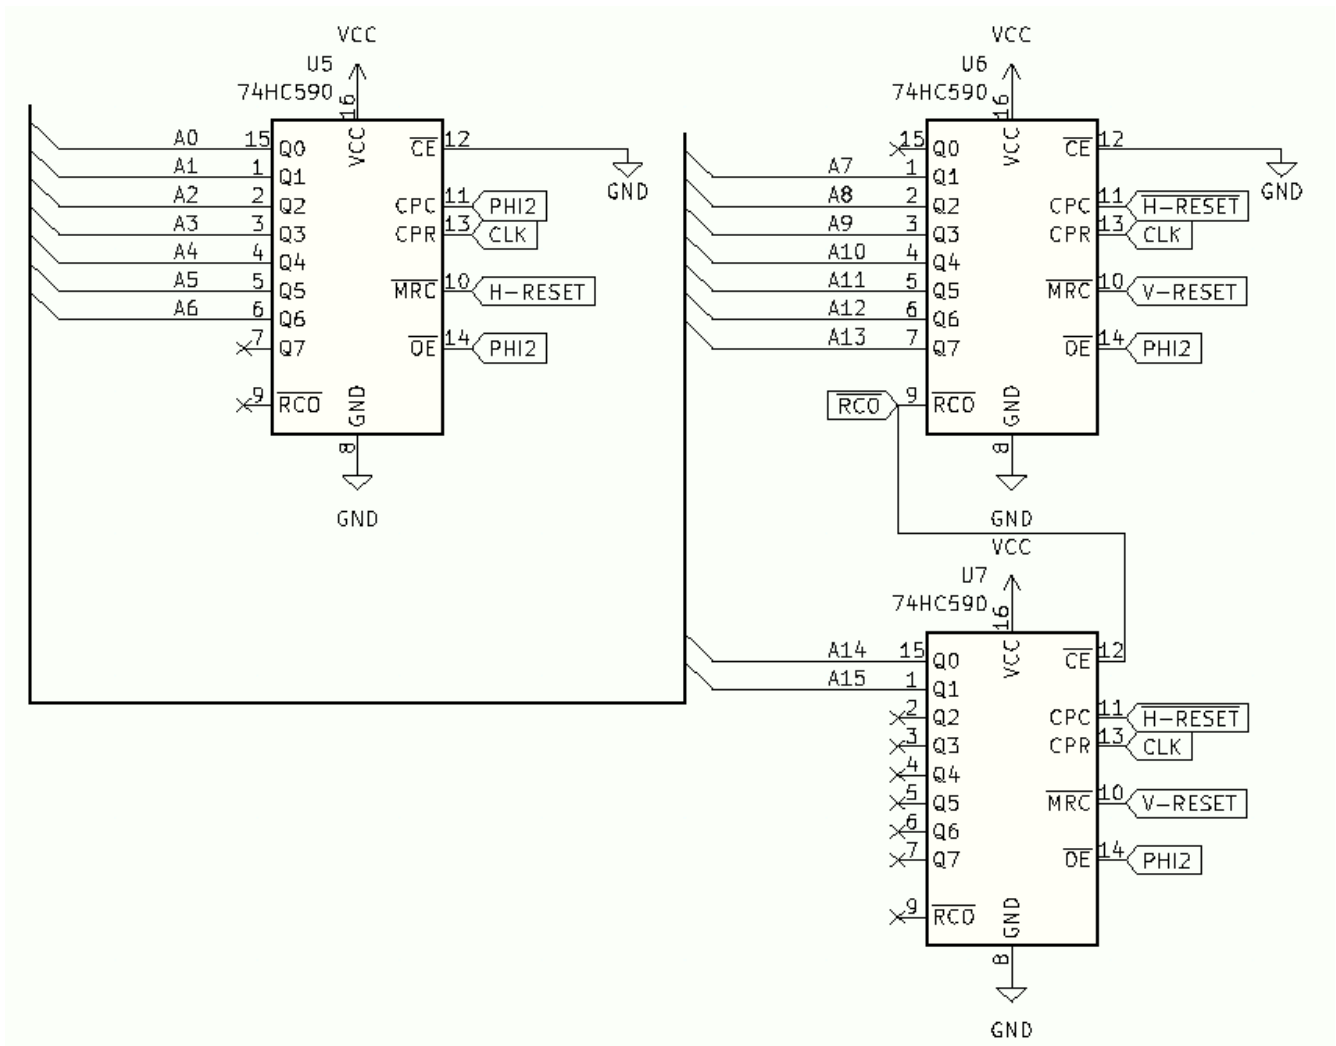 VCC
U5
74HC590
16
A0 15 Q0 VCC CE 12
A1 1 Q1 GND
A2 2 Q2 CPC 11 PHI2
A3 3 Q3 CPR 13 CLK
A4 4 Q4
A5 5 Q5 MRC 10 H-RESET
A6 6 Q6
7 Q7 OE 14 PHI2
9 RCO GND
8
GND
VCC
U6
74HC590
16
15 Q0 VCC CE 12
A7 1 Q1 GND
A8 2 Q2 CPC 11 H-RESET
A9 3 Q3 CPR 13 CLK
A10 4 Q4
A11 5 Q5 MRC 10 V-RESET
A12 6 Q6
A13 7 Q7 OE 14 PHI2
RCO 9 RCO GND
8
GND
VCC
U7
74HC590
16
A14 15 Q0 VCC CE 12
A15 1 Q1
2 Q2 CPC 11 H-RESET
3 Q3 CPR 13 CLK
4 Q4
5 Q5 MRC 10 V-RESET
6 Q6
7 Q7 OE 14 PHI2
9 RCO GND
8
GND